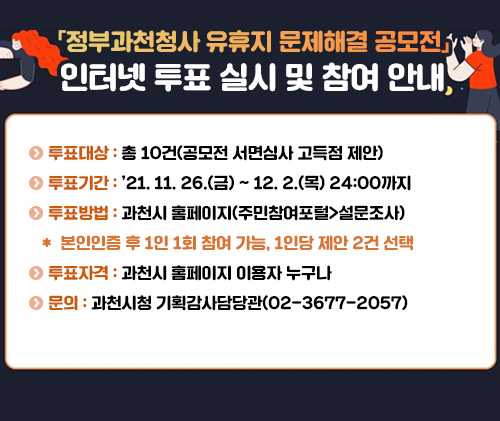 「정부과천청사 유휴지 문제해결 공모전」
인터넷 투표 실시 및 참여 안내
투표대상 : 총 10건(공모전 서면심사 고득점 제안)
투표기간 : ’21. 11. 26.(금) ~ 12. 2.(목) 24:00까지
투표방법 : 과천시 홈페이지(주민참여포털>설문조사)
* 본인인증 후 1인 1회 참여 가능, 1인당 제안 2건 선택
투표자격 : 과천시 홈페이지 이용자 누구나
문의 : 과천시청 기획감사담당관(02-3677-2057)